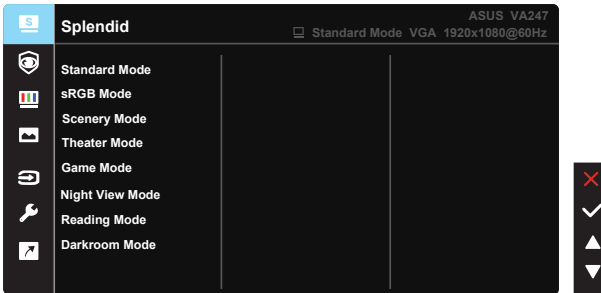 S
Splendid
ASUS VA247
Standard Mode VGA 1920x1080@60Hz
Standard Mode
sRGB Mode
Scenery Mode
Theater Mode
Game Mode
Night View Mode
Reading Mode
Darkroom Mode